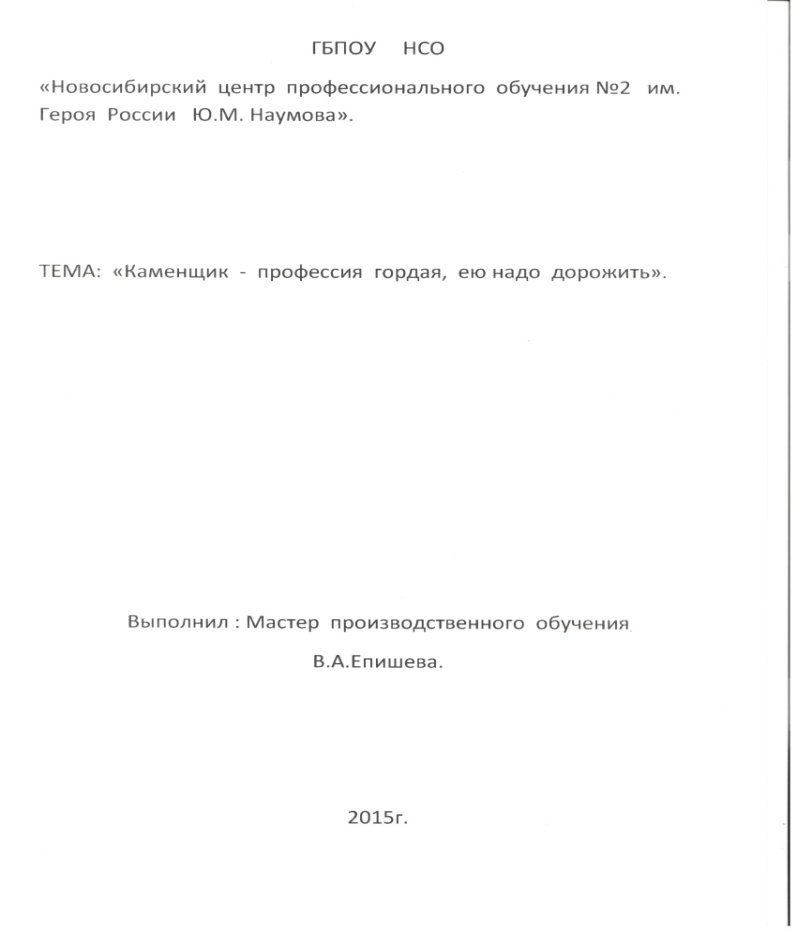 ГБПОУ НСО
«Новосибирский центр профессионального обучения №2 им.
Героя России Ю.М. Наумова».
ТЕМА: «Каменщик - профессия гордая, ею надо дорожить».
Выполнил : Мастер производственного обучения
В.А.Епишева.
2015г.